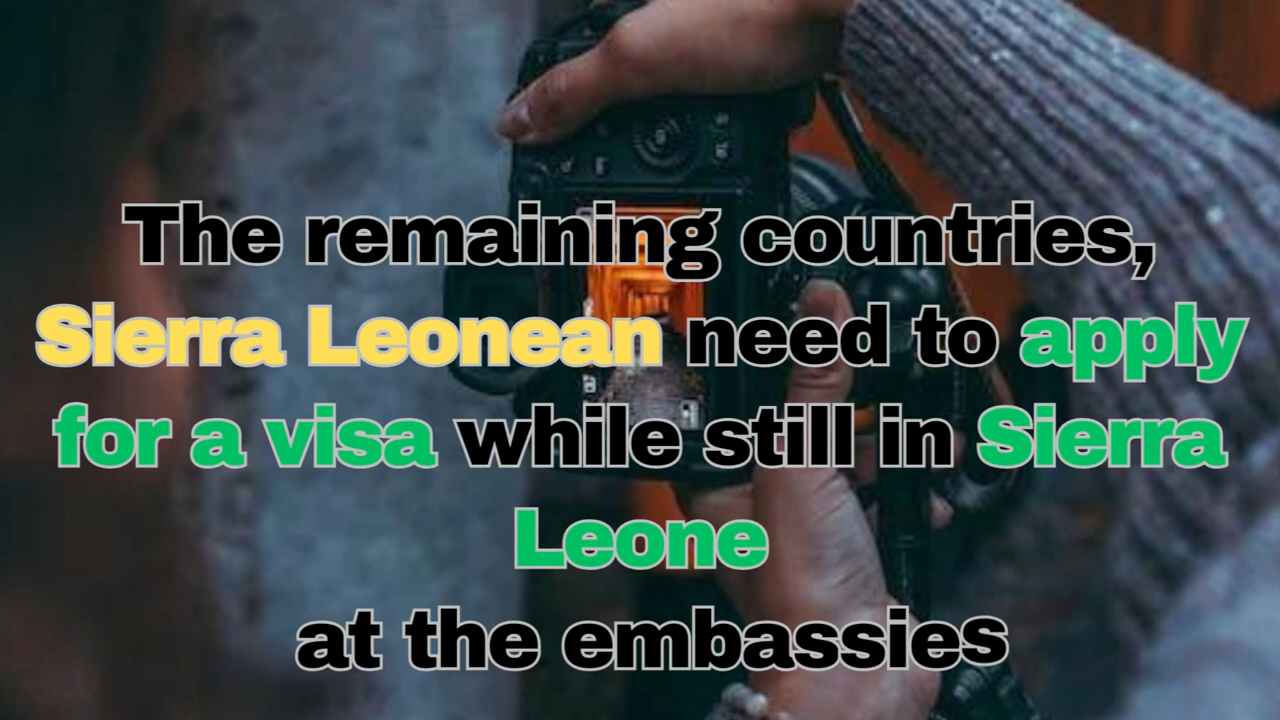 The remaining countries,
Sierra Leonean need to apply
for a visa while still in Sierra
Leone
at the embassies